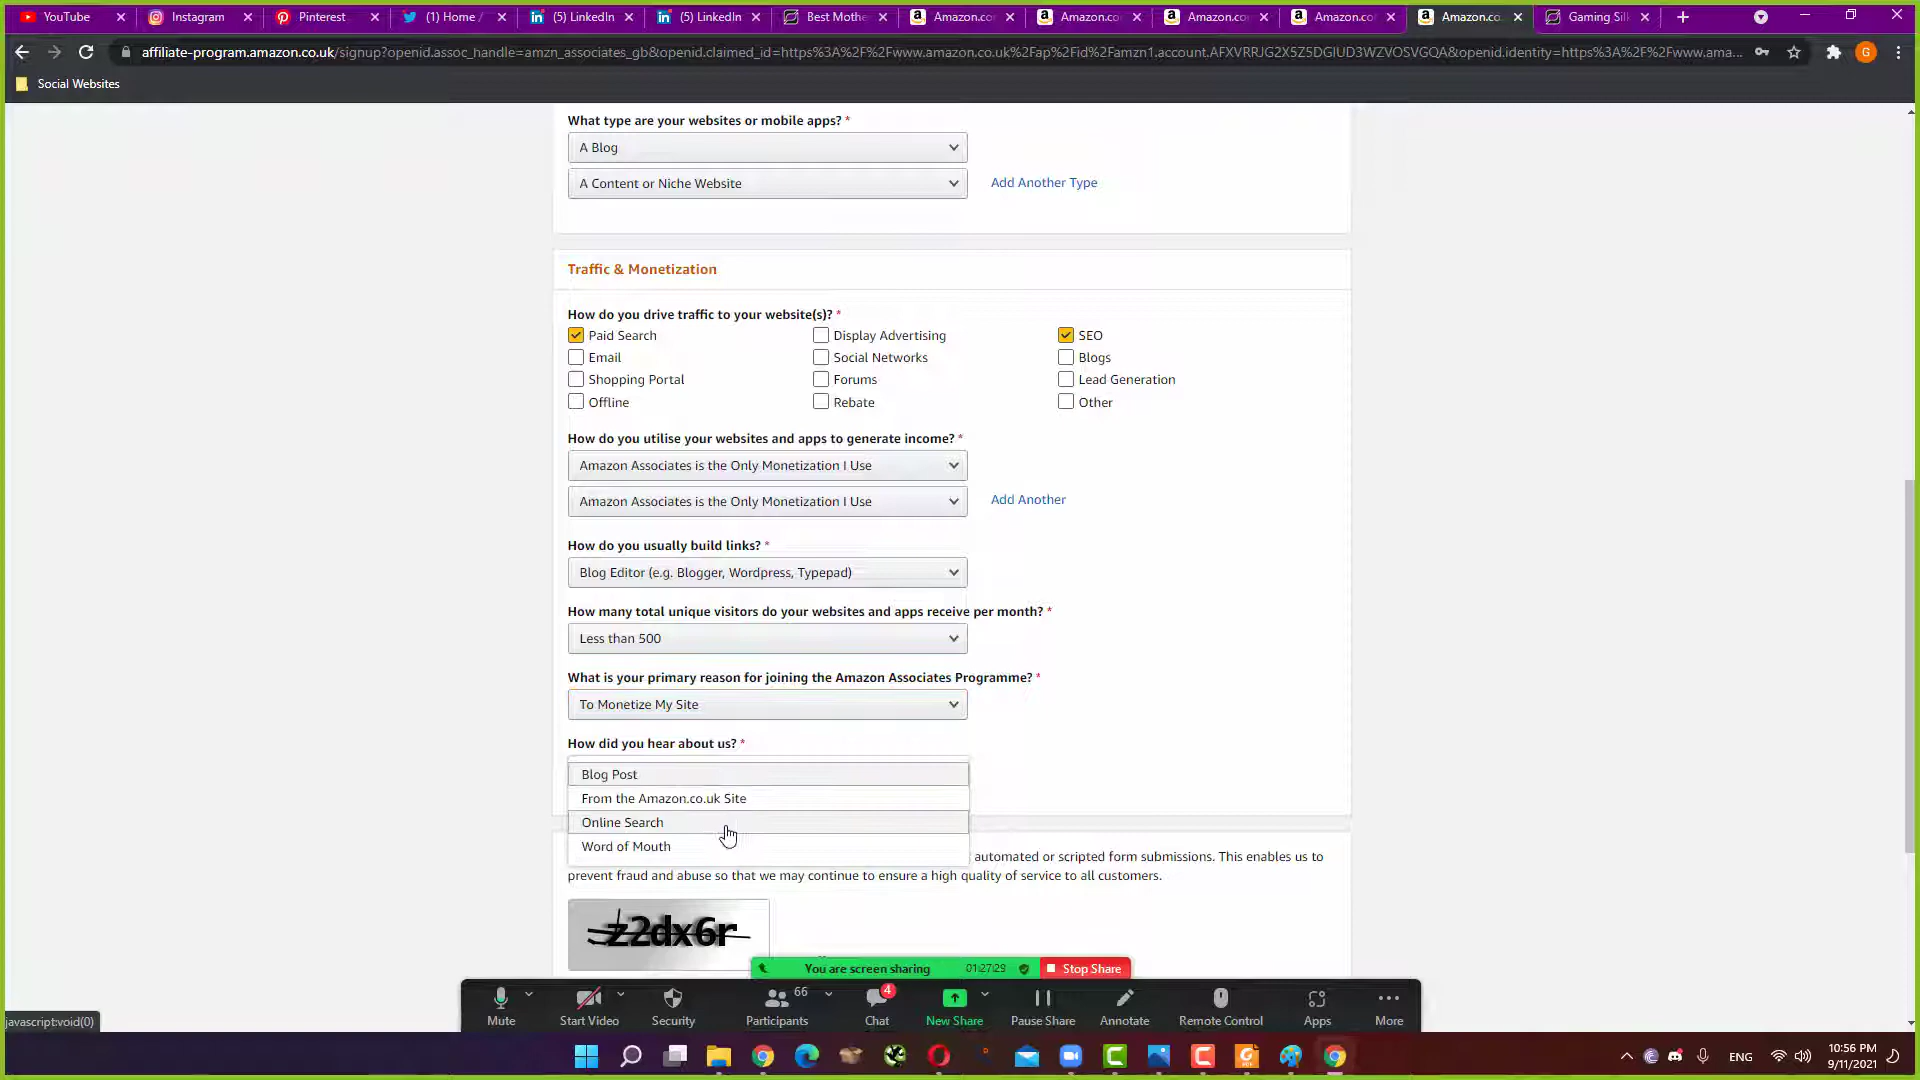 YouTube
Instagram
Pinterest
(1) Home /
(5) LinkedIn
(5) LinkedIn
Best Mothe
Amazon.co
Amazon.co
Amazon.co
Amazon.co
Amazon.co
Gaming Sil
affiliate-program.amazon.co.uk/signup?openid.assoc_handle=amzn_associates_gb&openid.claimed_id=https%3A%2F%2Fwww.amazon.co.uk%2Fap%2Fid%2Famzn1.account.AFXVRRJG2X5Z5DGIUD3WZVOSVGQA&openid.identity=https%3A%2F%2Fwww.ama...
G
Social Websites
What type are your websites or mobile apps? *
A Blog
A Content or Niche Website
Add Another Type
Traffic & Monetization
How do you drive traffic to your website(s)? *
Paid Search
Display Advertising
SEO
Email
Social Networks
Blogs
Shopping Portal
Forums
Lead Generation
Offline
Rebate
Other
How do you utilise your websites and apps to generate income? *
Amazon Associates is the Only Monetization I Use
Amazon Associates is the Only Monetization I Use
Add Another
How do you usually build links? *
Blog Editor (e.g. Blogger, Wordpress, Typepad)
How many total unique visitors do your websites and apps receive per month? *
Less than 500
What is your primary reason for joining the Amazon Associates Programme? *
To Monetize My Site
How did you hear about us? *
Blog Post
From the Amazon.co.uk Site
Online Search
Word of Mouth
automated or scripted form submissions. This enables us to
prevent fraud and abuse so that we may continue to ensure a high quality of service to all customers.
z2dx6r
You are screen sharing
01:27:29
Stop Share
66
4
Mute
Start Video
Security
Participants
Chat
New Share
Pause Share
Annotate
Remote Control
Apps
More
javascript:void(0)
ENG
10:56 PM
9/11/2021